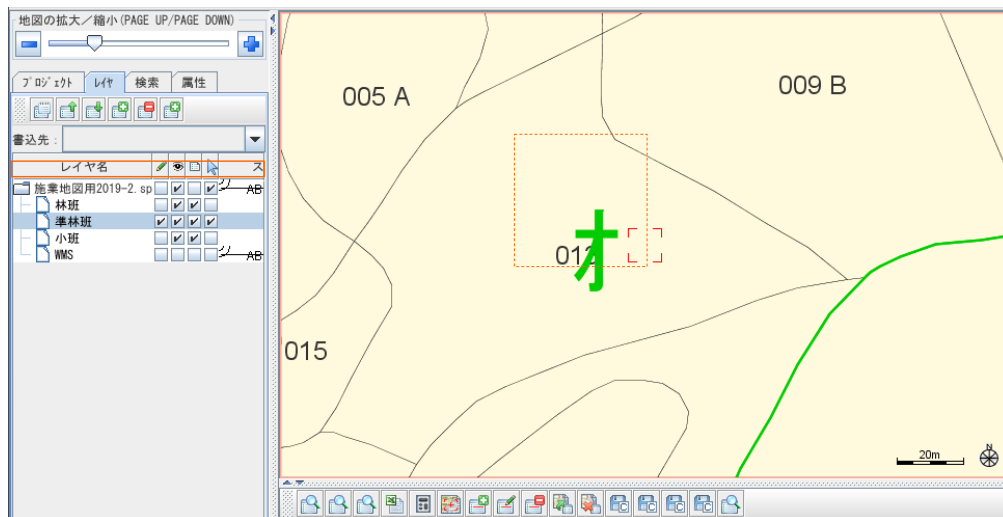 地図の拡大／縮小(PAGE UP/PAGE DOWN)
プロジェクト レイヤ 検索 属性
書込先：
レイヤ名 ス
施業地図用2019-2.sp AB
林班
準林班
小班
WMS AB
005 A
009 B
オ
015
N
20m